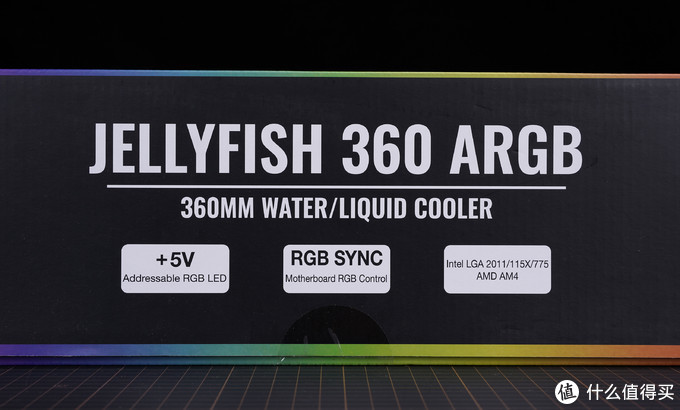 JELLYFISH 360 ARGB
360MM WATER/LIQUID COOLER
+5V
Addressable RGB LED
RGB SYNC
Motherboard RGB Control
Intel LGA 2011/115X/775
AMD AM4
值 什么值得买